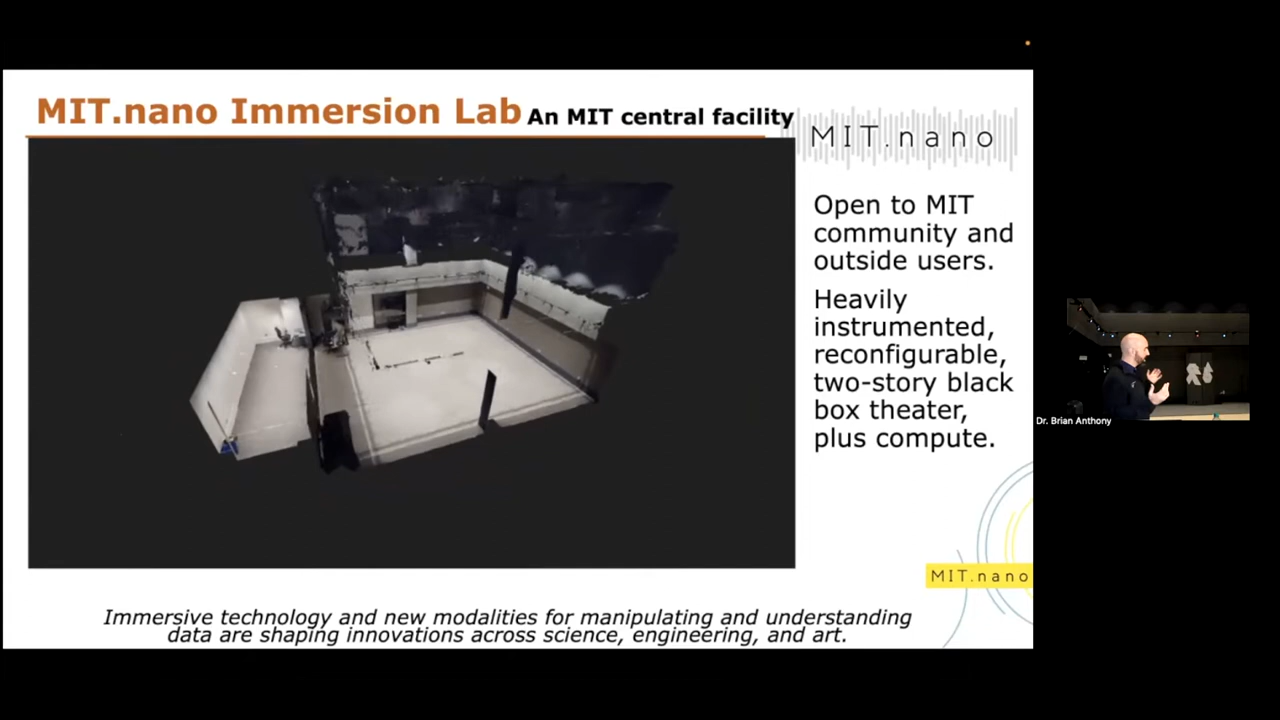 MIT.nano Immersion Lab An MIT central facility
MIT.nano
Open to MIT
community and
outside users.
Heavily
instrumented,
reconfigurable,
two-story black
box theater,
plus compute.
Dr. Brian Anthony
MIT.nano
Immersive technology and new modalities for manipulating and understanding
data are shaping innovations across science, engineering, and art.